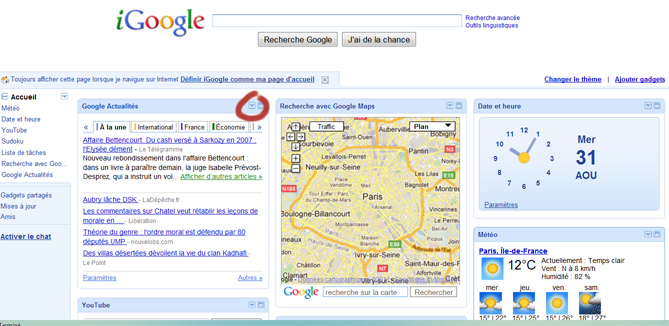 iGoogle
Recherche avancée
Outils linguistiques
Recherche Google
J'ai de la chance
Toujours afficher cette page lorsque je navigue sur Internet Définir iGoogle comme ma page d'accueil
Changer le thème | Ajouter gadgets
Accueil
Météo
Date et heure
YouTube
Sudoku
Liste de tâches
Recherche avec Goo...
Google Actualités
Gadgets partagés
Mises à jour
Amis
Activer le chat
Google Actualités
« À la une International France Économie »
Affaire Bettencourt. Du cash versé à Sarkozy en 2007 :
l'Elysée dément - Le Télégramme
Nouveau rebondissement dans l'affaire Bettencourt :
dans un livre à paraître demain, la juge Isabelle Prévost-
Desprez, qui a instruit un vol... Afficher d'autres articles »
Aubry lâche DSK - LaDépêche.fr
Les commentaires sur Chatel veut rétablir les leçons de
morale en ... - Libération
Théorie du genre : l'ordre moral est défendu par 80
députés UMP - nouvelobs.com
Des villas désertées dévoilent la vie du clan Kadhafi -
Le Point
Paramètres
Autres »
YouTube
Recherche avec Google Maps
Traffic
Plan
Argenteuil
Aubervilliers
Bobigny
Levallois-Perret
Neuilly-sur-Seine
Paris
Boulogne-Billancourt
Montrouge
Ivry-sur-Seine
Google
recherche sur la carte
Rechercher
Date et heure
12
1
2
3
4
5
6
7
8
9
10
11
Mer
31
AOU
Paramètres
Météo
Paris, Île-de-France
12°C
Actuellement : Temps clair
Vent : N à 8 km/h
Humidité : 82 %
mer. jeu. ven. sam.
15° | 22° 15° | 25° 15° | 26° 18° | 27°
Terminé